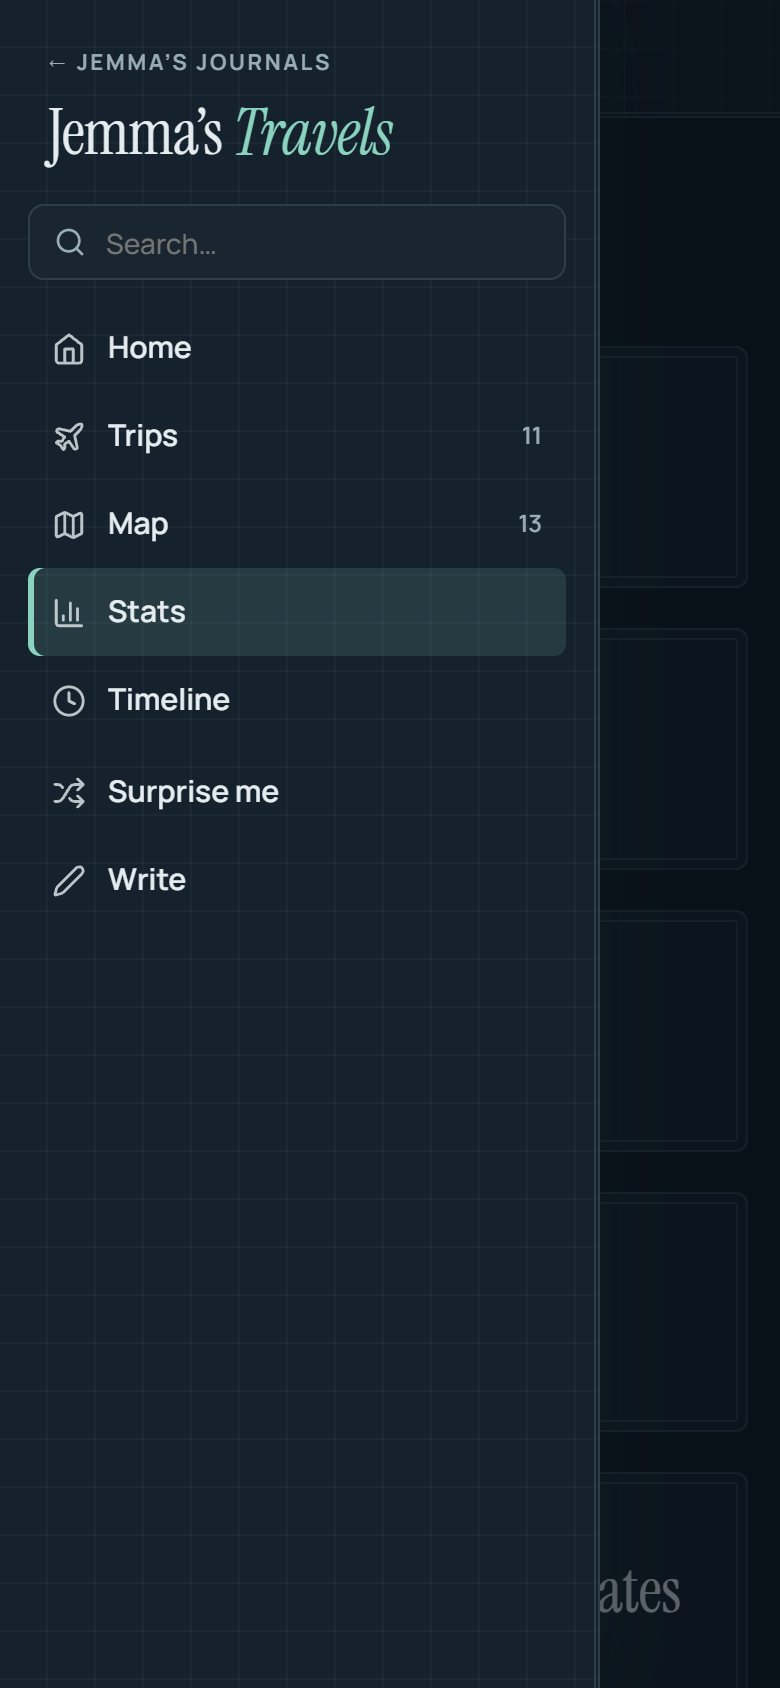 ← JEMMA’S JOURNALS
Jemma’s Travels
Search...
Home
Trips 11
Map 13
Stats
Timeline
Surprise me
Write
ates